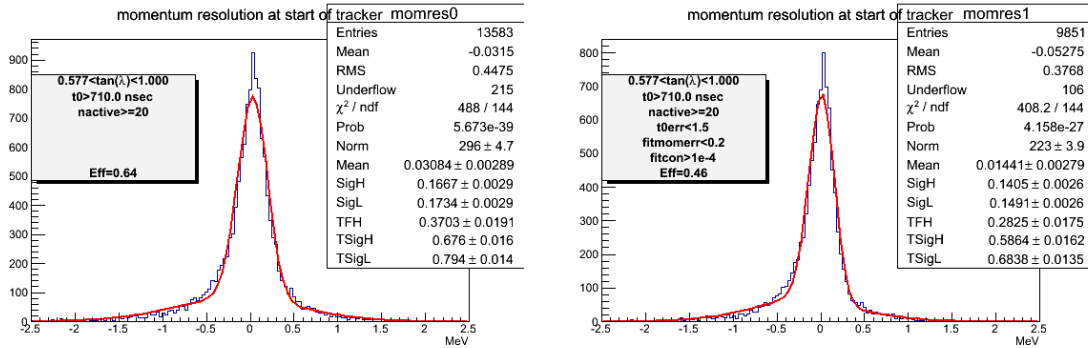 momentum resolution at start of tracker
momres0
Entries 13583
Mean -0.0315
RMS 0.4475
Underflow 215
χ² / ndf 488 / 144
Prob 5.673e-39
Norm 296 ± 4.7
Mean 0.03084 ± 0.00289
SigH 0.1667 ± 0.0029
SigL 0.1734 ± 0.0029
TFH 0.3703 ± 0.0191
TSigH 0.676 ± 0.016
TSigL 0.794 ± 0.014
0.577<tan(λ)<1.000
t0>710.0 nsec
nactive>=20
Eff=0.64
900
800
700
600
500
400
300
200
100
0
-2.5 -2 -1.5 -1 -0.5 0 0.5 1 1.5 2 2.5
MeV
momentum resolution at start of tracker
momres1
Entries 9851
Mean -0.05275
RMS 0.3768
Underflow 106
χ² / ndf 408.2 / 144
Prob 4.158e-27
Norm 223 ± 3.9
Mean 0.01441 ± 0.00279
SigH 0.1405 ± 0.0026
SigL 0.1491 ± 0.0026
TFH 0.2825 ± 0.0175
TSigH 0.5864 ± 0.0162
TSigL 0.6838 ± 0.0135
0.577<tan(λ)<1.000
t0>710.0 nsec
nactive>=20
t0err<1.5
fitmomerr<0.2
fitcon>1e-4
Eff=0.46
800
700
600
500
400
300
200
100
0
-2.5 -2 -1.5 -1 -0.5 0 0.5 1 1.5 2 2.5
MeV